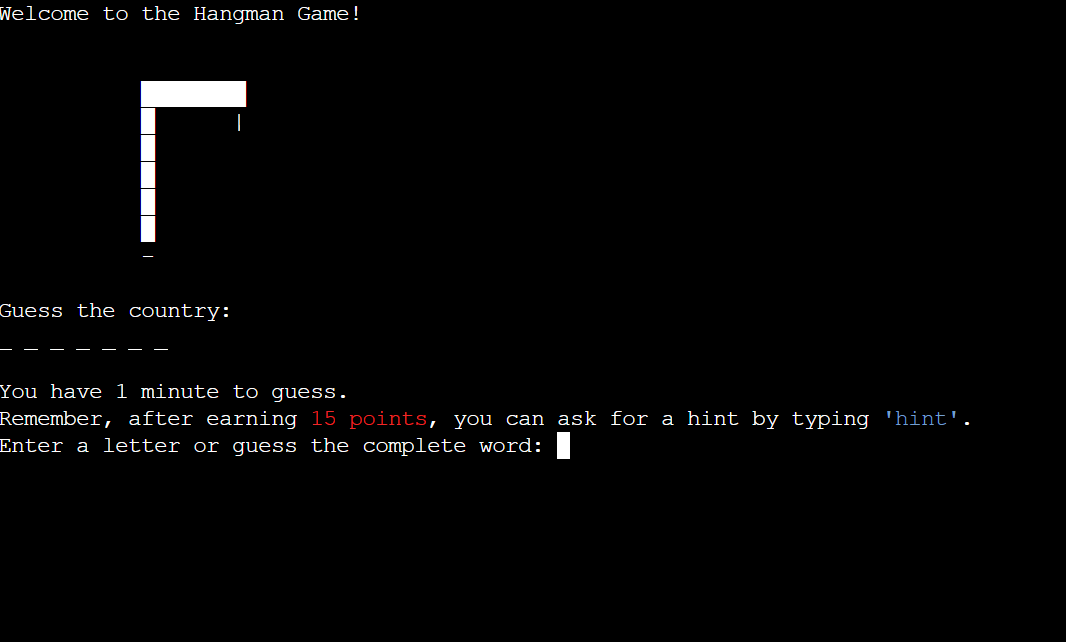 Welcome to the Hangman Game!
|
_
Guess the country:
_ _ _ _ _ _ _
You have 1 minute to guess.
Remember, after earning 15 points, you can ask for a hint by typing 'hint'.
Enter a letter or guess the complete word: